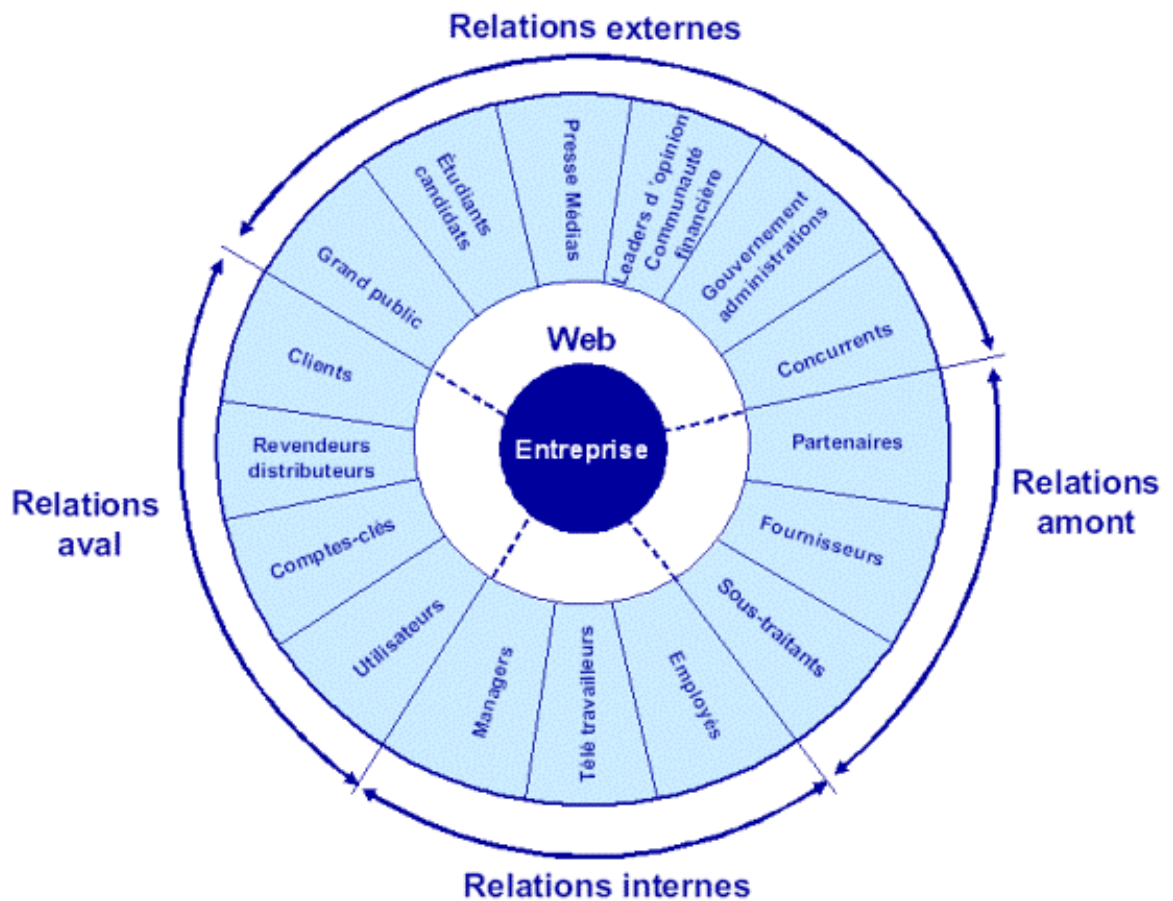 Relations externes
Étudiants
candidats
Presse Médias
Leaders d 'opinion
Communauté
financière
Gouvernement
administrations
Grand public
Concurrents
Web
Clients
Entreprise
Partenaires
Revendeurs
distributeurs
Relations
aval
Relations
amont
Comptes-clés
Fournisseurs
Utilisateurs
Sous-traitants
Managers
Télé travailleurs
Employés
Relations internes